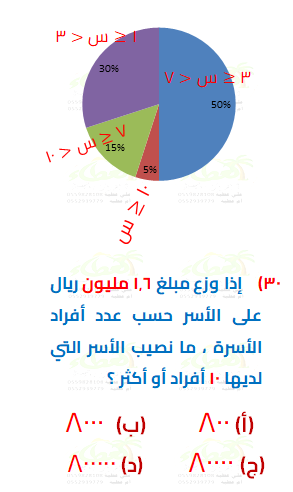 ١ ≤ س < ٣
30%
٣ ≤ س < ٧
50%
٧ ≤ س < ١٠
15%
5%
١٠ ≤ س
٣٠) إذا وزع مبلغ ١,٦ مليون ريال
على الأسر حسب عدد أفراد
الأسرة ، ما نصيب الأسر التي
لديها ١٠ أفراد أو أكثر ؟
(أ) ٨٠٠ (ب) ٨٠٠٠
(ج) ٨٠٠٠٠ (د) ٨٠٠٠٠٠